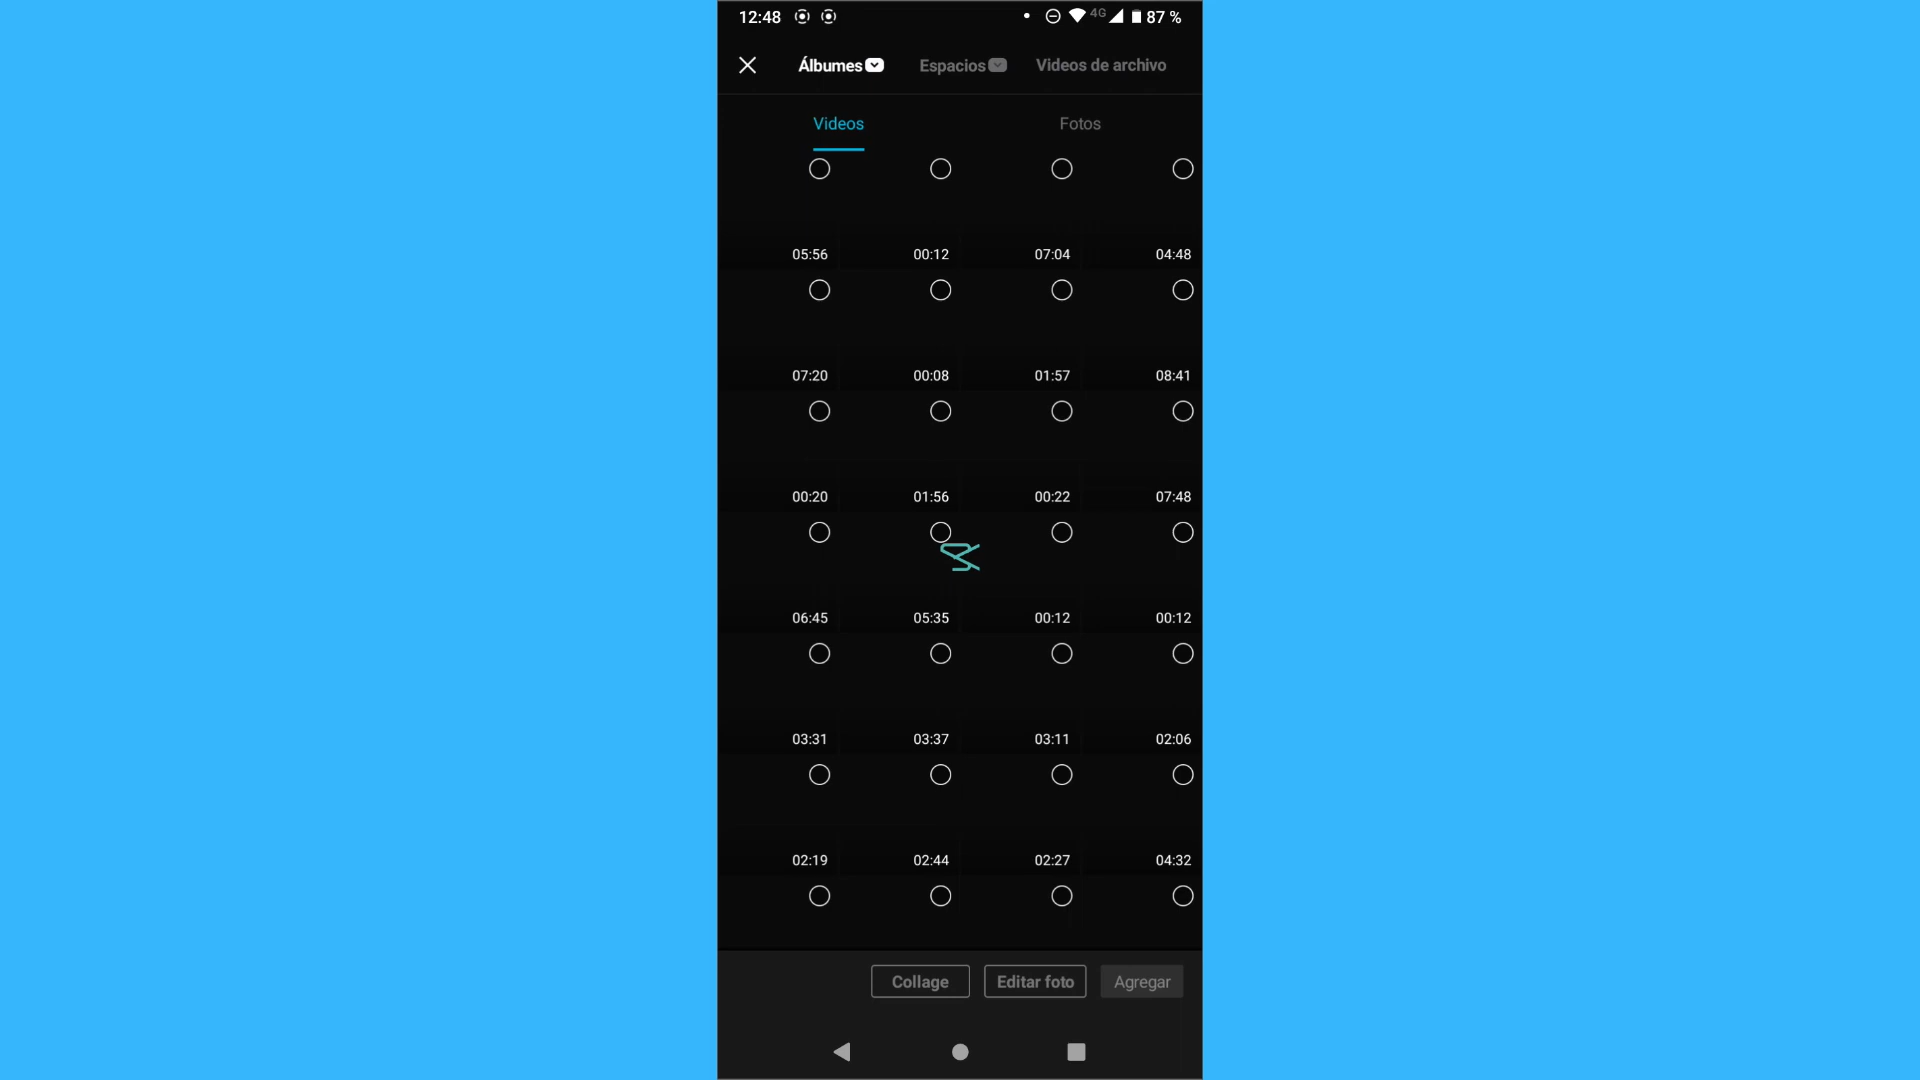 12:48 4G 87 %
Álbumes Espacios Videos de archivo
Videos Fotos
05:56 00:12 07:04 04:48
07:20 00:08 01:57 08:41
00:20 01:56 00:22 07:48
06:45 05:35 00:12 00:12
03:31 03:37 03:11 02:06
02:19 02:44 02:27 04:32
Collage Editar foto Agregar